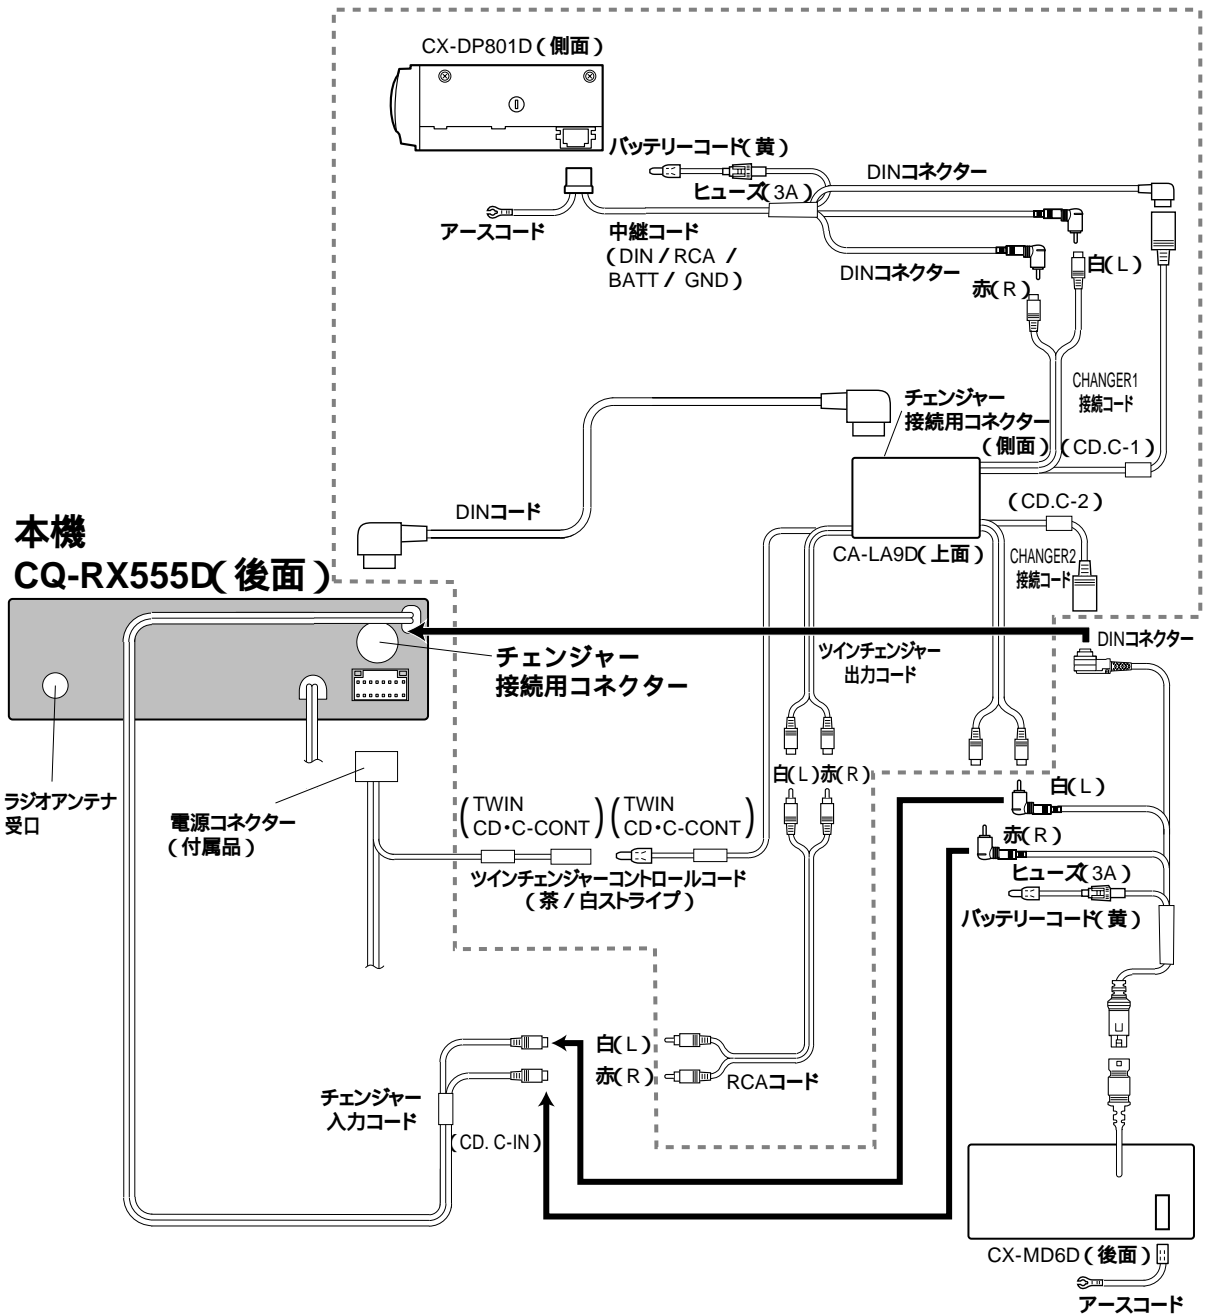 CX-DP801D（側面）
バッテリーコード（黄）
ヒューズ（3A）
DINコネクター
アースコード
中継コード
（DIN / RCA /
BATT / GND）
DINコネクター
白（L）
赤（R）
CHANGER1
接続コード
チェンジャー
接続用コネクター
（側面）
（CD.C-1）
DINコード
（CD.C-2）
CA-LA9D（上面）
CHANGER2
接続コード
本機
CQ-RX555D（後面）
DINコネクター
チェンジャー
接続用コネクター
ツインチェンジャー
出力コード
ラジオアンテナ
受口
電源コネクター
（付属品）
白（L）赤（R）
白（L）
（TWIN
CD・C-CONT）
（TWIN
CD・C-CONT）
赤（R）
ヒューズ（3A）
ツインチェンジャーコントロールコード
（茶 / 白ストライプ）
バッテリーコード（黄）
白（L）
赤（R）
RCAコード
チェンジャー
入力コード
（CD. C-IN）
CX-MD6D（後面）
アースコード